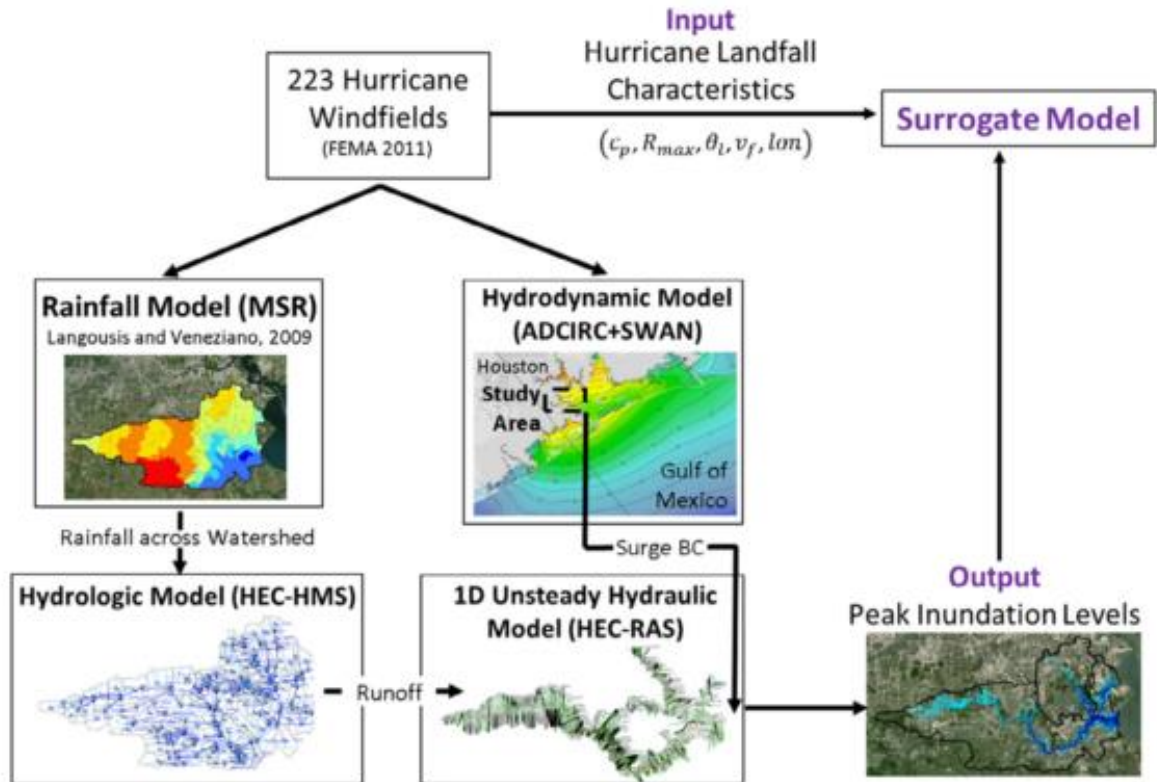 Input
Hurricane Landfall
Characteristics
(c_p, R_{max}, θ_l, v_f, lon)
223 Hurricane
Windfields
(FEMA 2011)
Surrogate Model
Rainfall Model (MSR)
Langousis and Veneziano, 2009
Hydrodynamic Model
(ADCIRC+SWAN)
Houston
Study
Area
Gulf of
Mexico
Rainfall across Watershed
Surge BC
Hydrologic Model (HEC-HMS)
Runoff
1D Unsteady Hydraulic
Model (HEC-RAS)
Output
Peak Inundation Levels